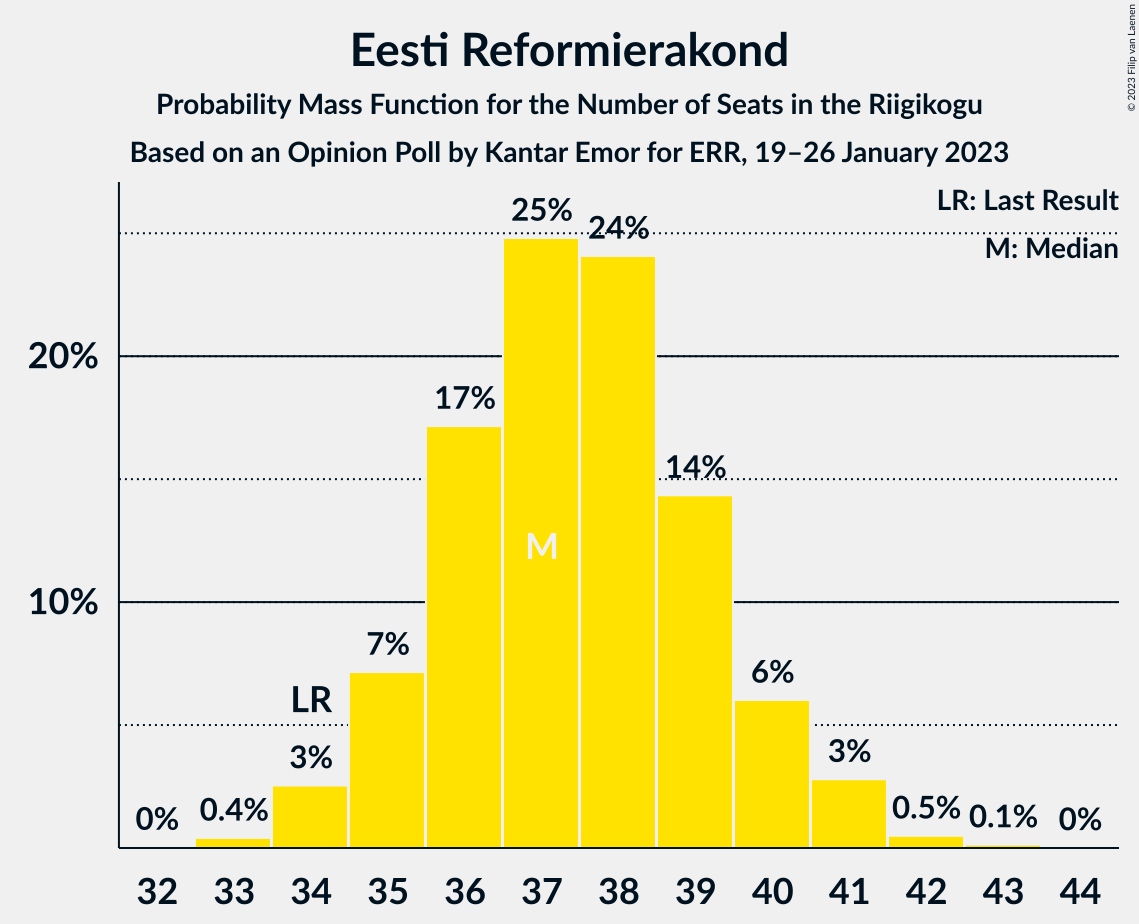 Eesti Reformierakond
Probability Mass Function for the Number of Seats in the Riigikogu
Based on an Opinion Poll by Kantar Emor for ERR, 19–26 January 2023
© 2023 Filip van Laenen
LR: Last Result
M: Median
20%
10%
0%
0.4%
LR
3%
7%
17%
25%
M
24%
14%
6%
3%
0.5%
0.1%
0%
32 33 34 35 36 37 38 39 40 41 42 43 44